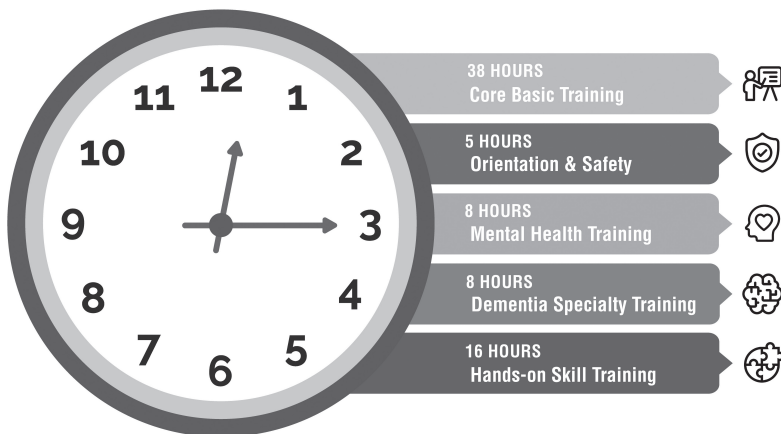 12
11
1
10
2
9
3
8
4
7
5
6
38 HOURS
Core Basic Training
5 HOURS
Orientation & Safety
8 HOURS
Mental Health Training
8 HOURS
Dementia Specialty Training
16 HOURS
Hands-on Skill Training